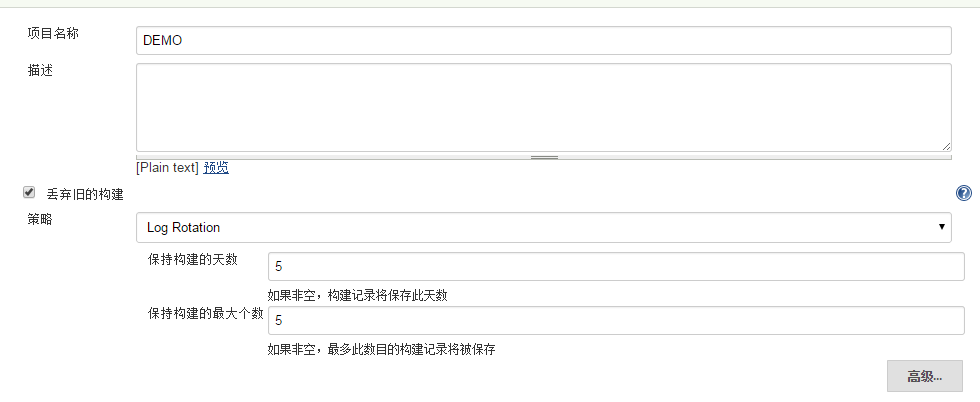 项目名称
DEMO
描述
[Plain text] 预览
丢弃旧的构建
策略
Log Rotation
保持构建的天数
5
如果非空，构建记录将保存此天数
保持构建的最大个数
5
如果非空，最多此数目的构建记录将被保存
高级...